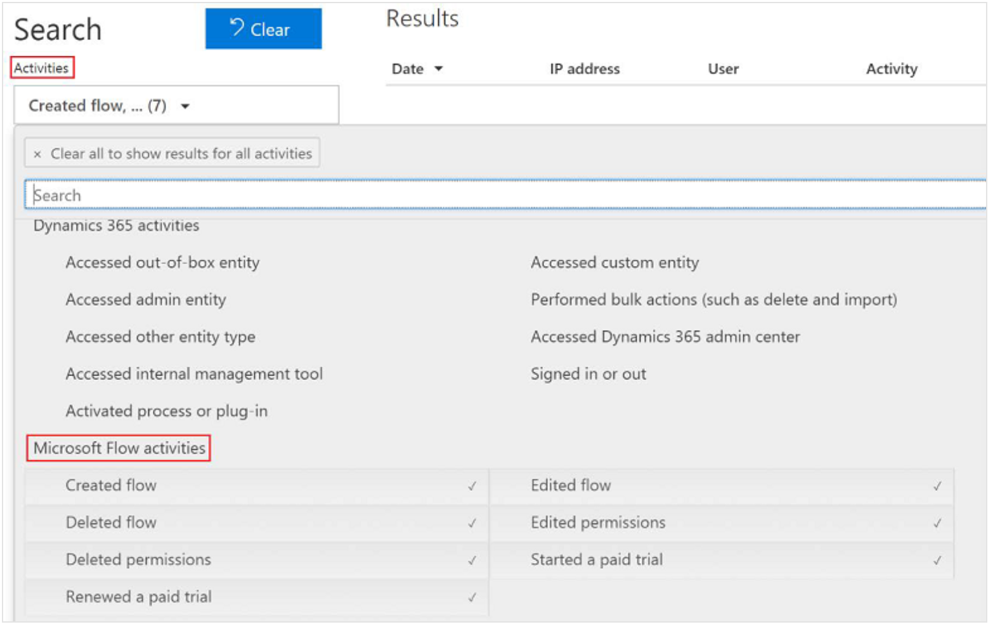 Search
Clear
Results
Activities
Date
IP address
User
Activity
Created flow, ... (7)
× Clear all to show results for all activities
Search
Dynamics 365 activities
Accessed out-of-box entity
Accessed custom entity
Accessed admin entity
Performed bulk actions (such as delete and import)
Accessed other entity type
Accessed Dynamics 365 admin center
Accessed internal management tool
Signed in or out
Activated process or plug-in
Microsoft Flow activities
Created flow ✓
Edited flow ✓
Deleted flow ✓
Edited permissions ✓
Deleted permissions ✓
Started a paid trial ✓
Renewed a paid trial ✓